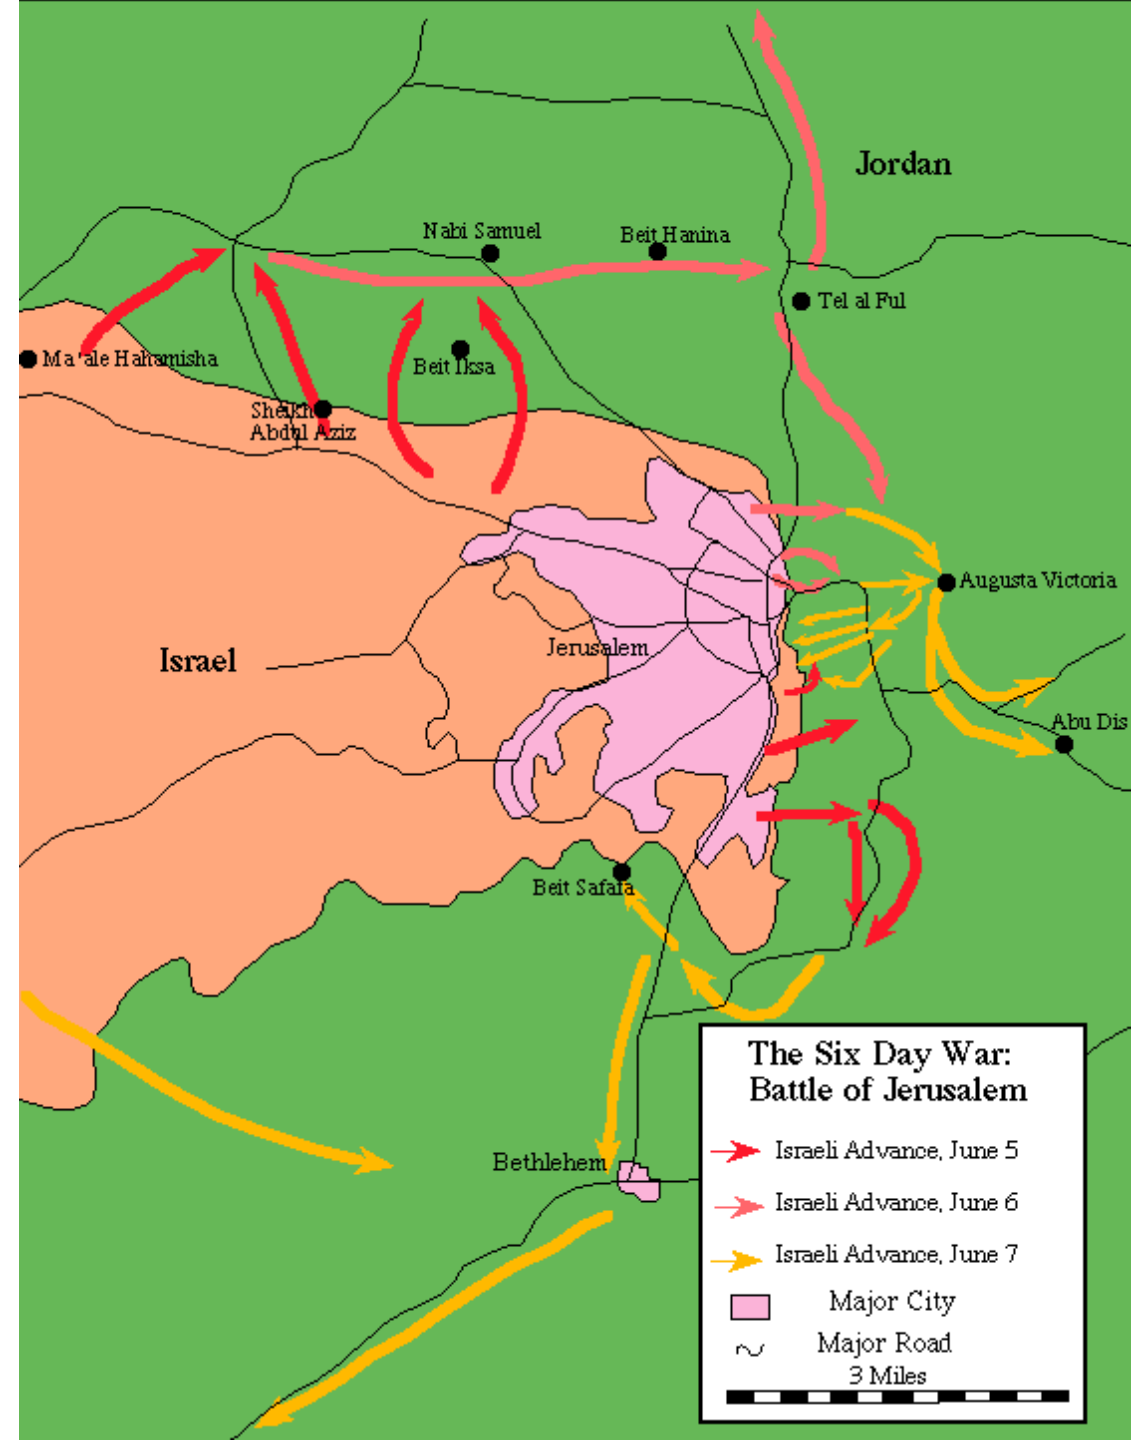 Jordan
Nabi Samuel
Beit Hanina
Tel al Ful
Ma'ale Hahamisha
Beit Iksa
Sheikh
Abdul Aziz
Augusta Victoria
Jerusalem
Israel
Abu Dis
Beit Safafa
Bethlehem
The Six Day War:
Battle of Jerusalem
Israeli Advance, June 5
Israeli Advance, June 6
Israeli Advance, June 7
Major City
Major Road
3 Miles